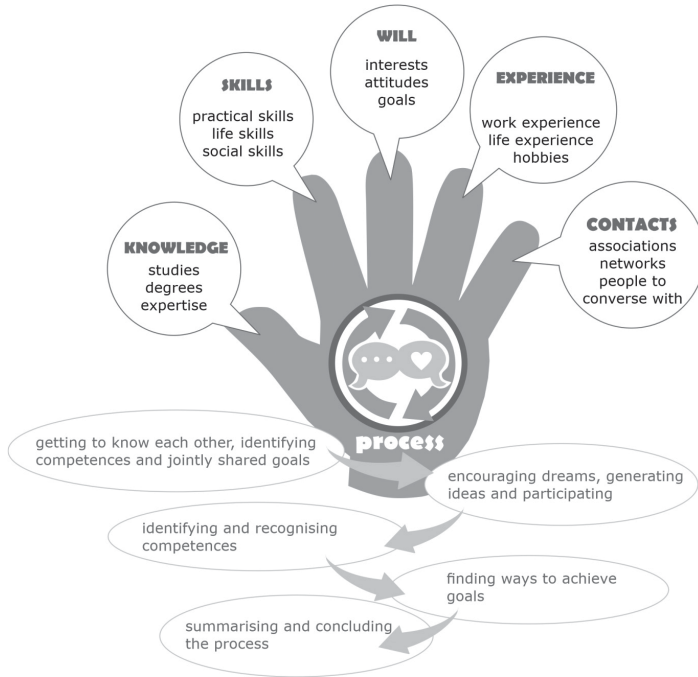 WILL
interests
attitudes
goals
SKILLS
practical skills
life skills
social skills
EXPERIENCE
work experience
life experience
hobbies
KNOWLEDGE
studies
degrees
expertise
CONTACTS
associations
networks
people to
converse with
process
getting to know each other, identifying
competences and jointly shared goals
encouraging dreams, generating
ideas and participating
identifying and recognising
competences
finding ways to achieve
goals
summarising and concluding
the process